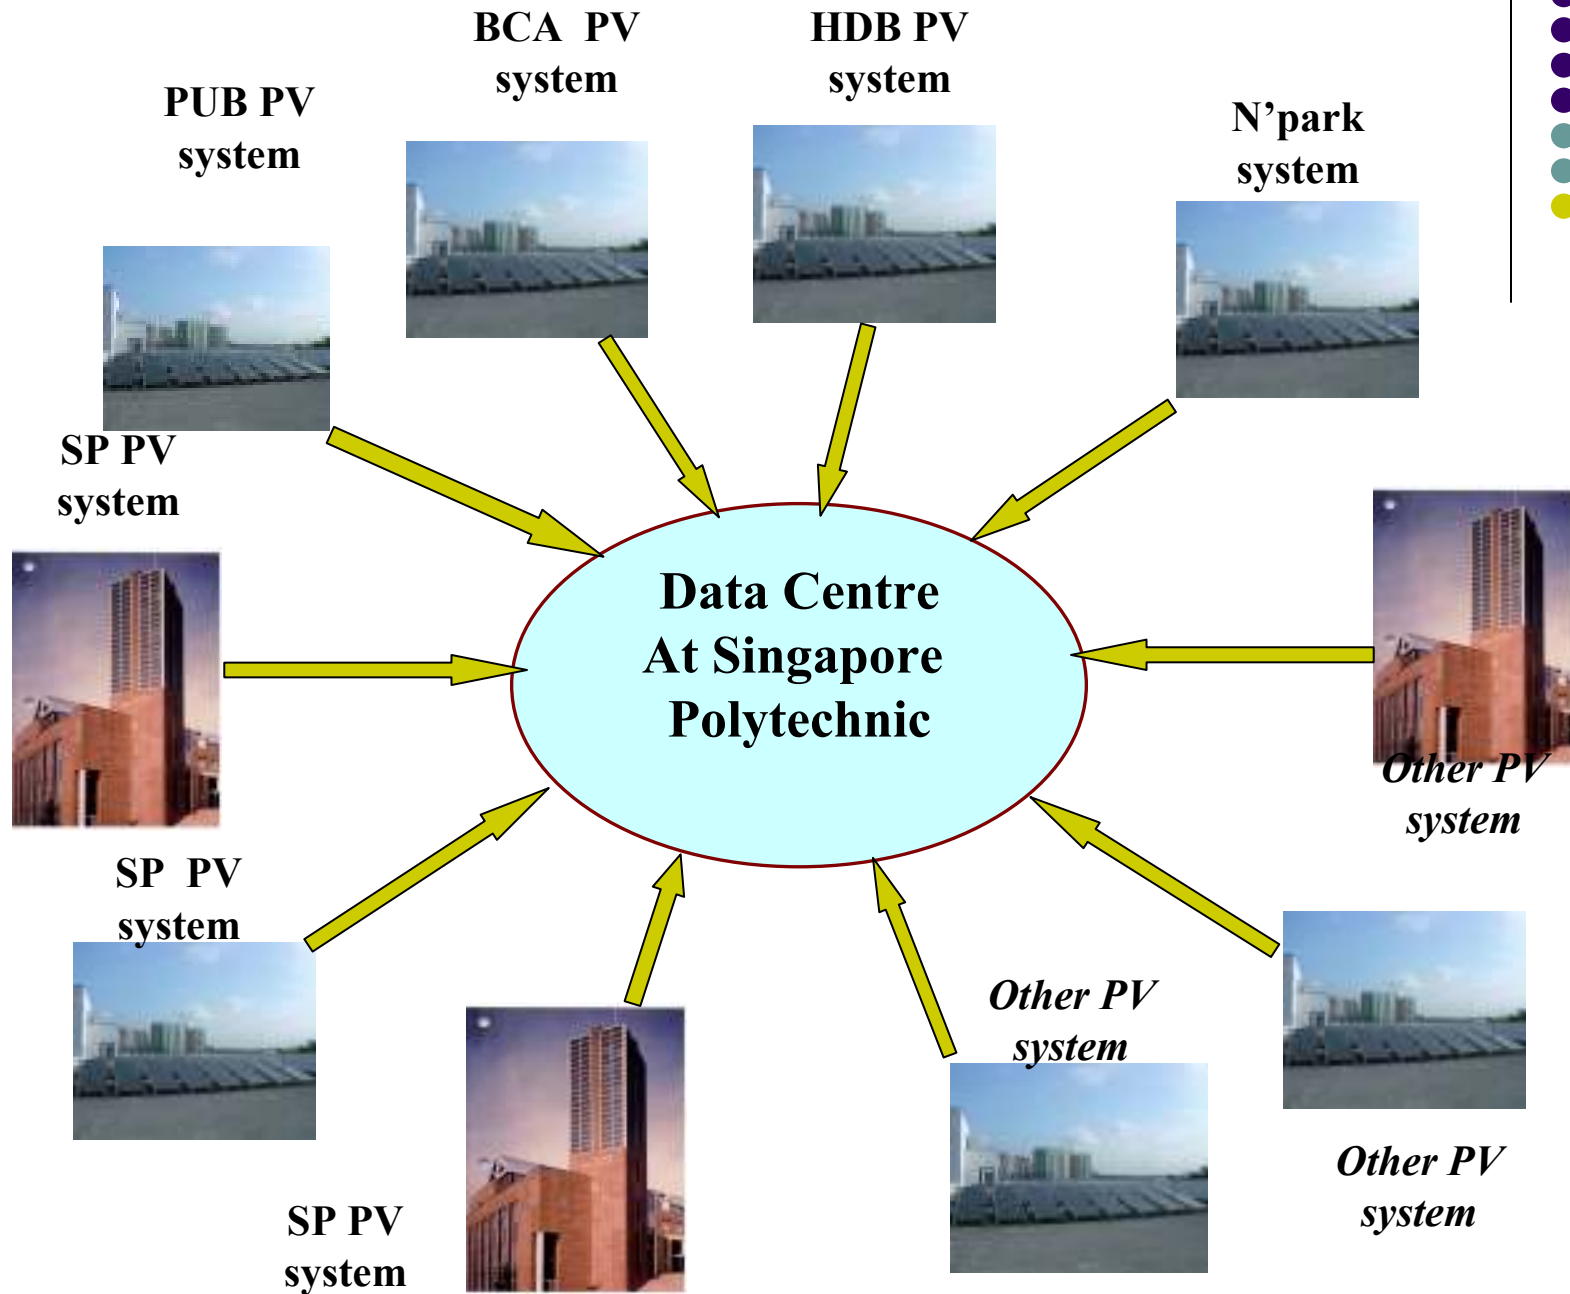 BCA PV
system
HDB PV
system
PUB PV
system
N’park
system
SP PV
system
Data Centre
At Singapore
Polytechnic
Other PV
system
SP PV
system
Other PV
system
Other PV
system
SP PV
system